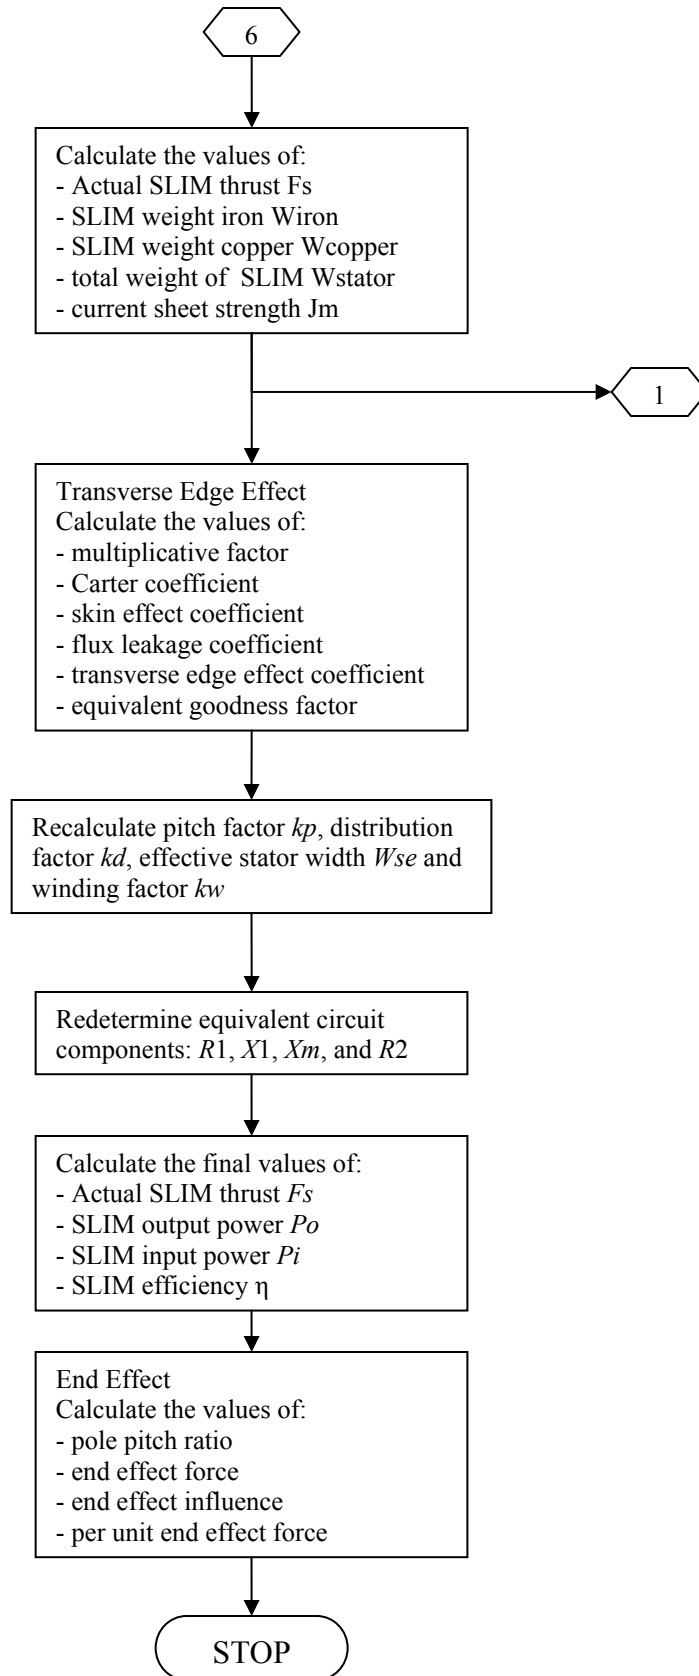 6
Calculate the values of:
- Actual SLIM thrust Fs
- SLIM weight iron Wiron
- SLIM weight copper Wcopper
- total weight of  SLIM Wstator
- current sheet strength Jm
1
Transverse Edge Effect
Calculate the values of:
- multiplicative factor
- Carter coefficient
- skin effect coefficient
- flux leakage coefficient
- transverse edge effect coefficient
- equivalent goodness factor
Recalculate pitch factor kp, distribution
factor kd, effective stator width Wse and
winding factor kw
Redetermine equivalent circuit
components: R1, X1, Xm, and R2
Calculate the final values of:
- Actual SLIM thrust Fs
- SLIM output power Po
- SLIM input power Pi
- SLIM efficiency η
End Effect
Calculate the values of:
- pole pitch ratio
- end effect force
- end effect influence
- per unit end effect force
STOP